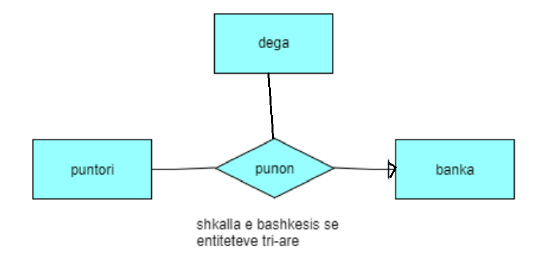 dega
puntori
punon
banka
shkalla e bashkesis se
entiteteve tri-are